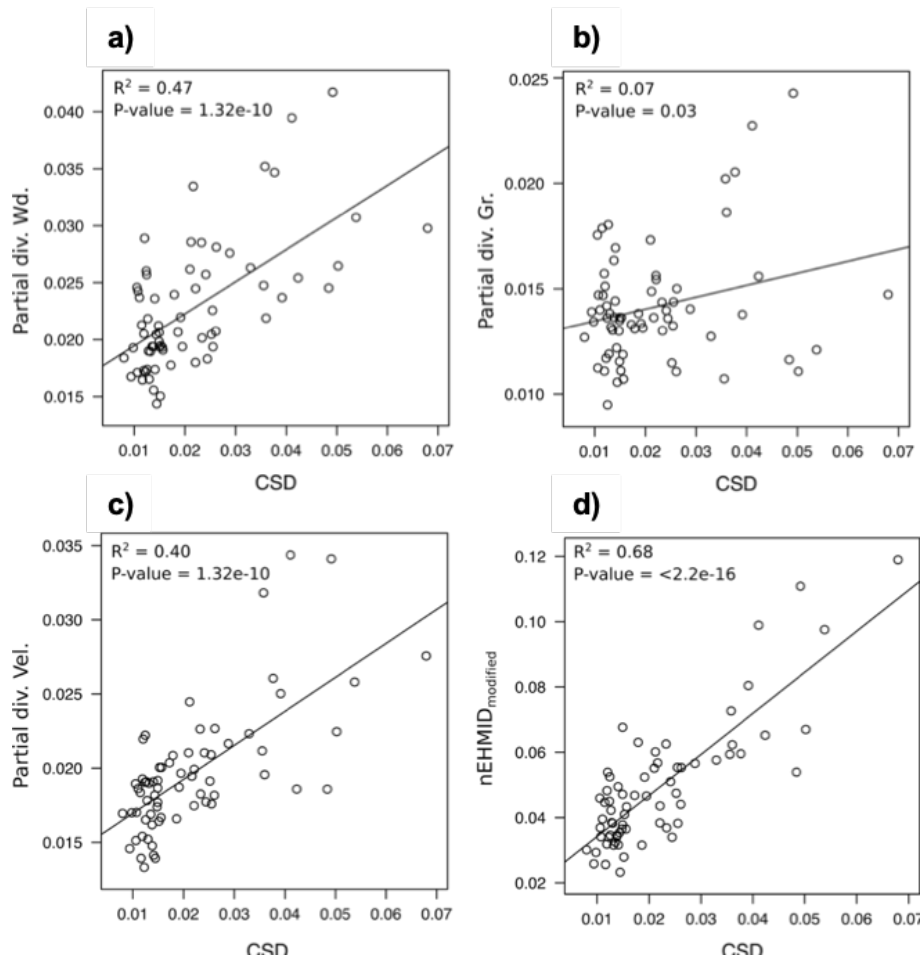 a)
R² = 0.47
P-value = 1.32e-10
0.040
0.035
0.030
0.025
0.020
0.015
Partial div. Wd.
0.01 0.02 0.03 0.04 0.05 0.06 0.07
CSD
b)
R² = 0.07
P-value = 0.03
0.025
0.020
0.015
0.010
Partial div. Gr.
0.01 0.02 0.03 0.04 0.05 0.06 0.07
CSD
c)
R² = 0.40
P-value = 1.32e-10
0.035
0.030
0.025
0.020
0.015
Partial div. Vel.
0.01 0.02 0.03 0.04 0.05 0.06 0.07
CSD
d)
R² = 0.68
P-value = <2.2e-16
0.12
0.10
0.08
0.06
0.04
0.02
nEHMID modified
0.01 0.02 0.03 0.04 0.05 0.06 0.07
CSD